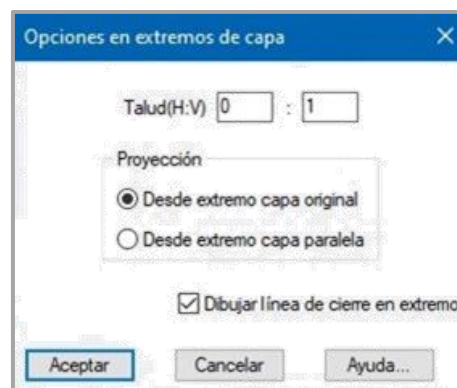 Opciones en extremos de capa
Talud(H:V) 0 : 1
Proyección
Desde extremo capa original
Desde extremo capa paralela
Dibujar línea de cierre en extremo
Aceptar Cancelar Ayuda...